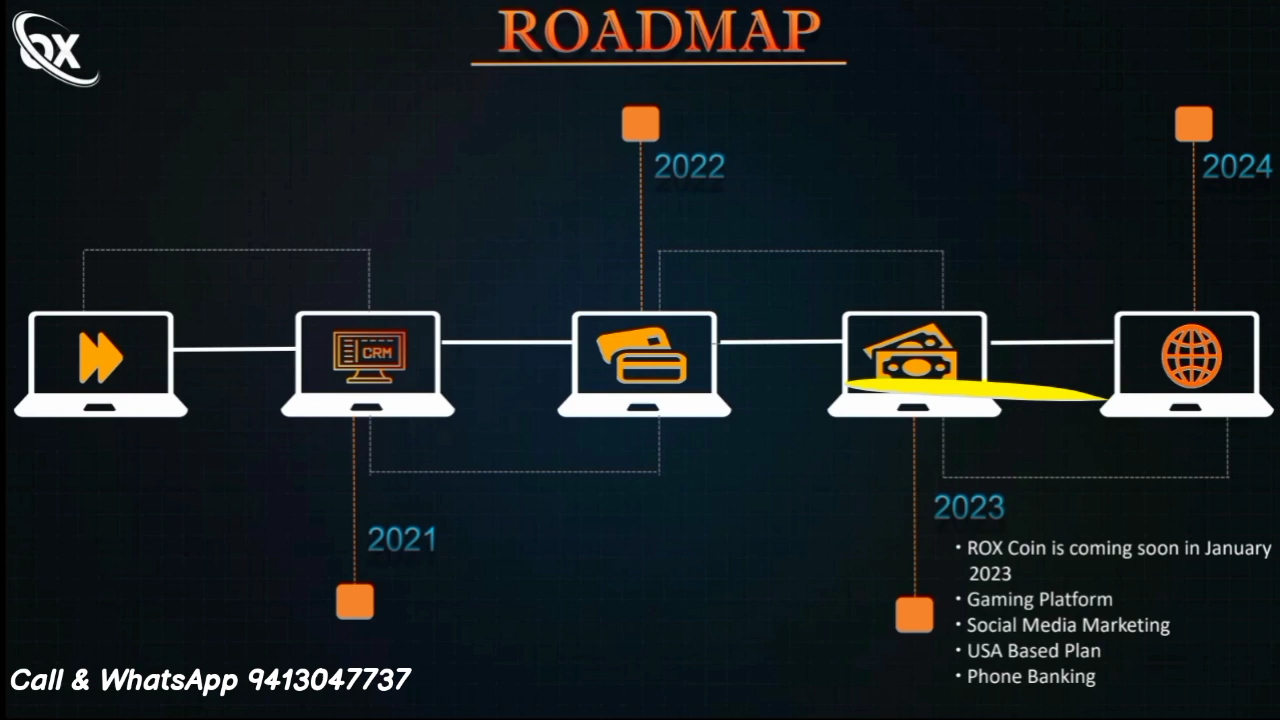 ROX
ROADMAP
2022
2024
CRM
2021
2023
• ROX Coin is coming soon in January
2023
• Gaming Platform
• Social Media Marketing
• USA Based Plan
• Phone Banking
Call & WhatsApp 9413047737